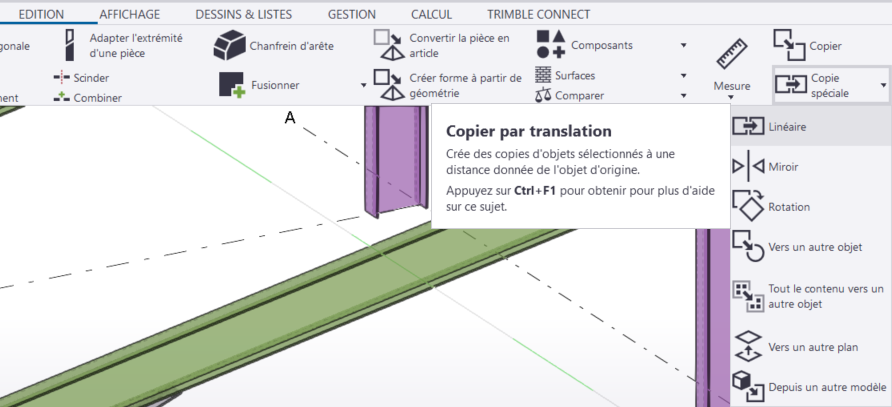 EDITION AFFICHAGE DESSINS & LISTES GESTION CALCUL TRIMBLE CONNECT
gonale
Adapter l'extrémité
d'une pièce
Scinder
nent
Combiner
Chanfrein d'arête
Fusionner
Convertir la pièce en
article
Créer forme à partir de
géométrie
Composants
Surfaces
Comparer
Mesure
Copier
Copie
spéciale
A
Copier par translation
Crée des copies d'objets sélectionnés à une
distance donnée de l'objet d'origine.
Appuyez sur Ctrl+F1 pour obtenir pour plus d'aide
sur ce sujet.
Linéaire
Miroir
Rotation
Vers un autre objet
Tout le contenu vers un
autre objet
Vers un autre plan
Depuis un autre modèle